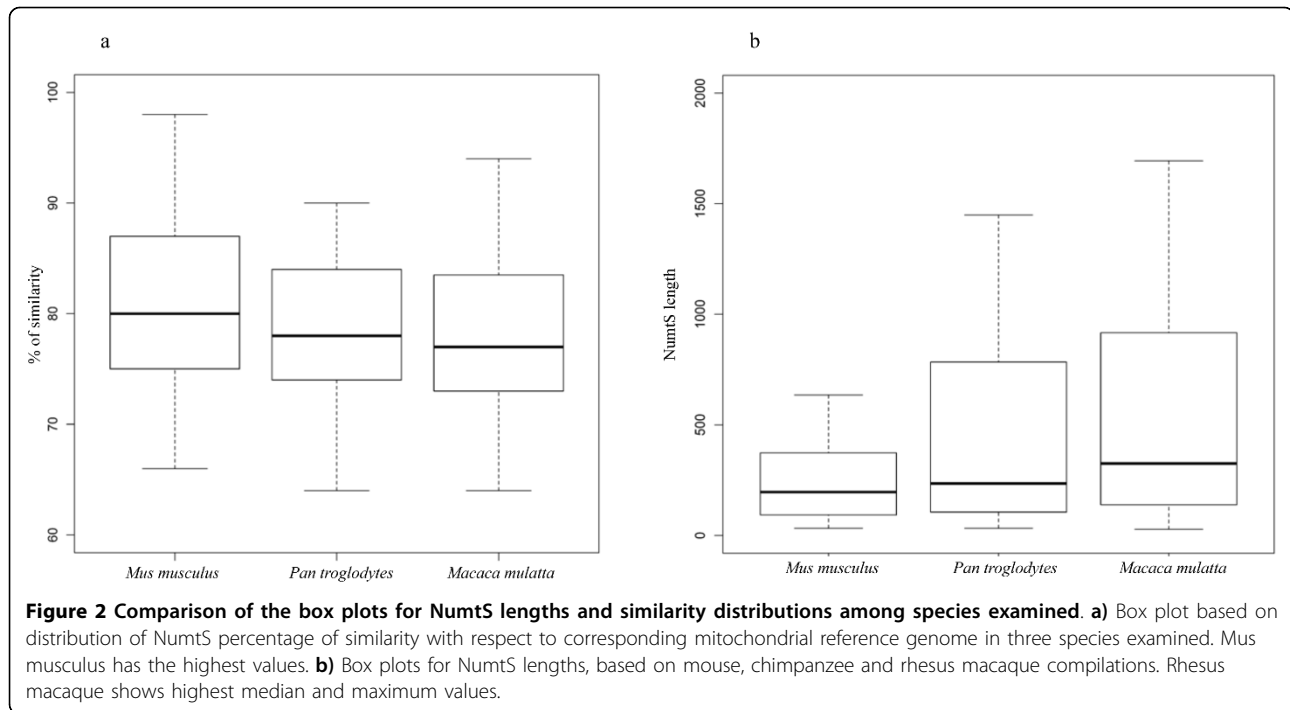 a
b
100
90
80
70
60
% of similarity
Mus musculus Pan troglodytes Macaca mulatta
2000
1500
1000
500
0
NumtS length
Mus musculus Pan troglodytes Macaca mulatta
Figure 2 Comparison of the box plots for NumtS lengths and similarity distributions among species examined. a) Box plot based on
distribution of NumtS percentage of similarity with respect to corresponding mitochondrial reference genome in three species examined. Mus
musculus has the highest values. b) Box plots for NumtS lengths, based on mouse, chimpanzee and rhesus macaque compilations. Rhesus
macaque shows highest median and maximum values.